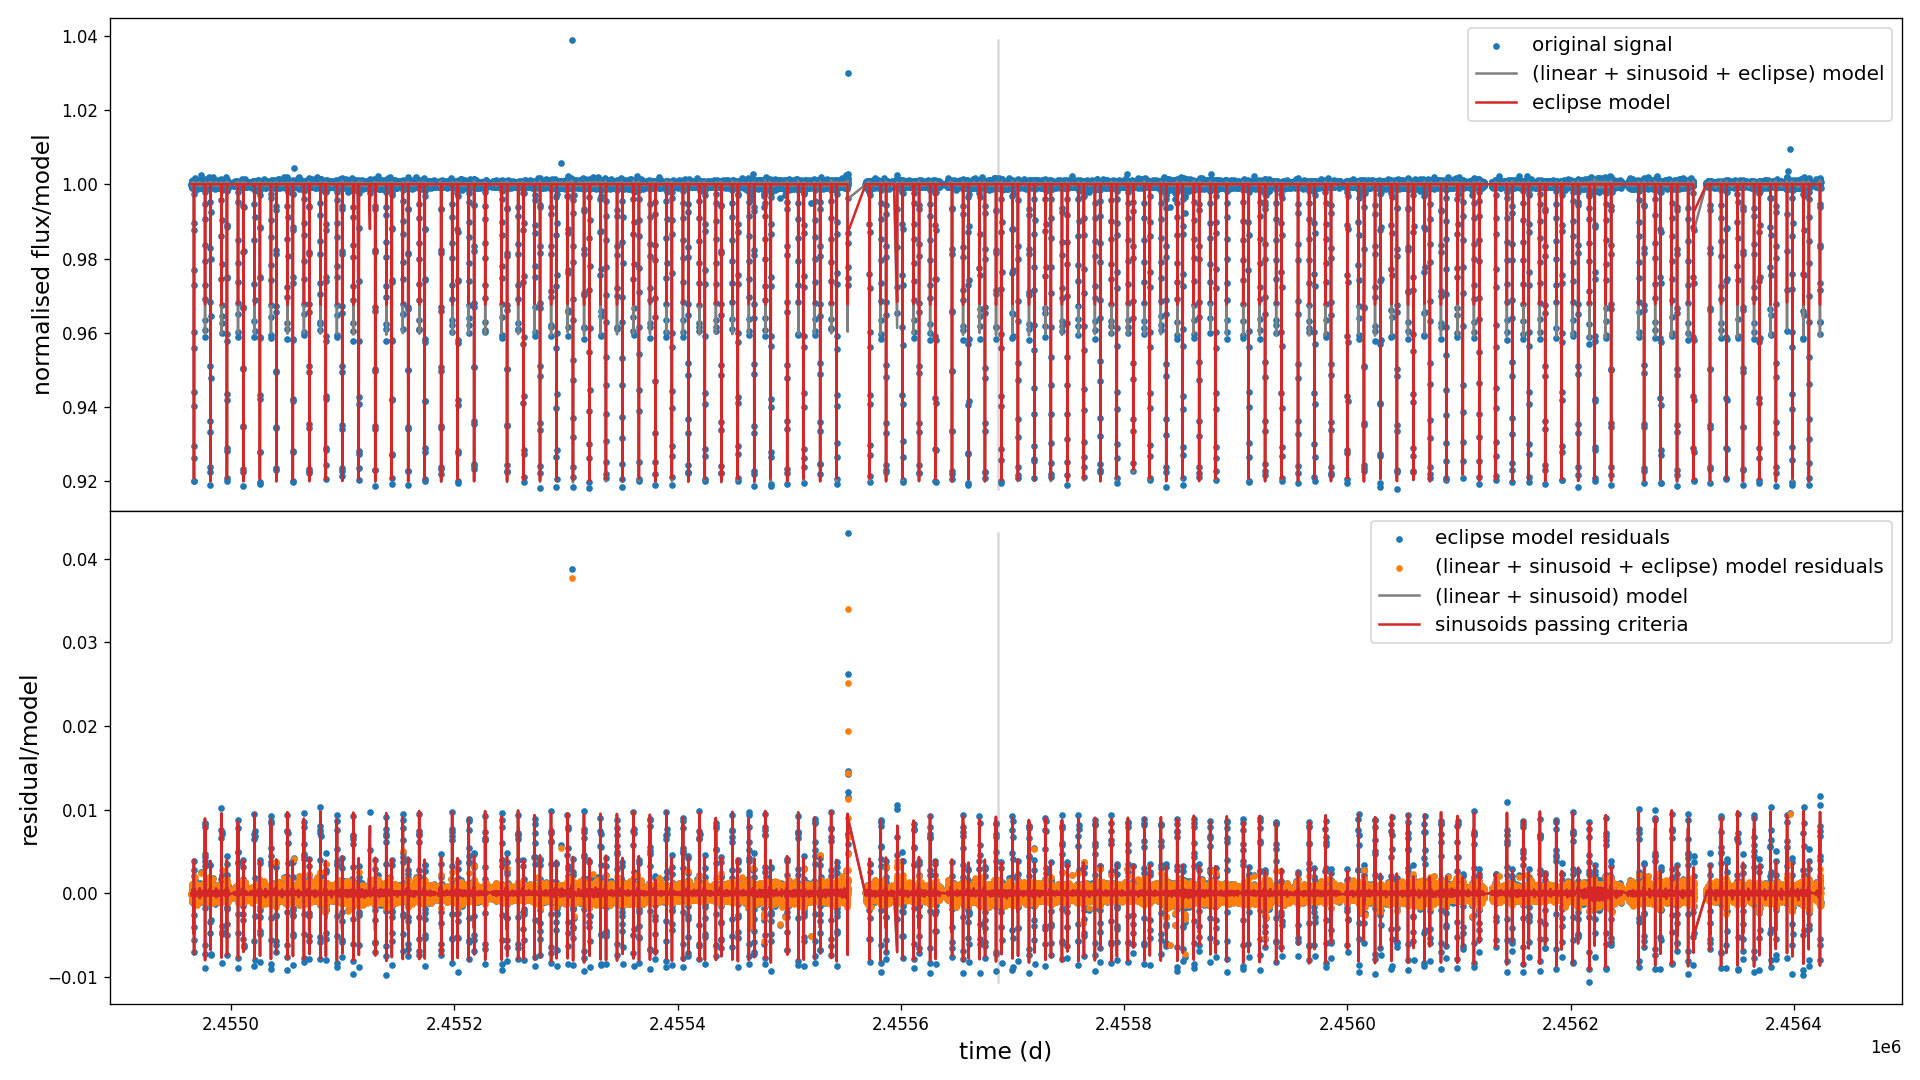 1.04
1.02
1.00
0.98
0.96
0.94
0.92
normalised flux/model
original signal
(linear + sinusoid + eclipse) model
eclipse model
0.04
0.03
0.02
0.01
0.00
−0.01
residual/model
eclipse model residuals
(linear + sinusoid + eclipse) model residuals
(linear + sinusoid) model
sinusoids passing criteria
2.4550
2.4552
2.4554
2.4556
2.4558
2.4560
2.4562
2.4564
1e6
time (d)